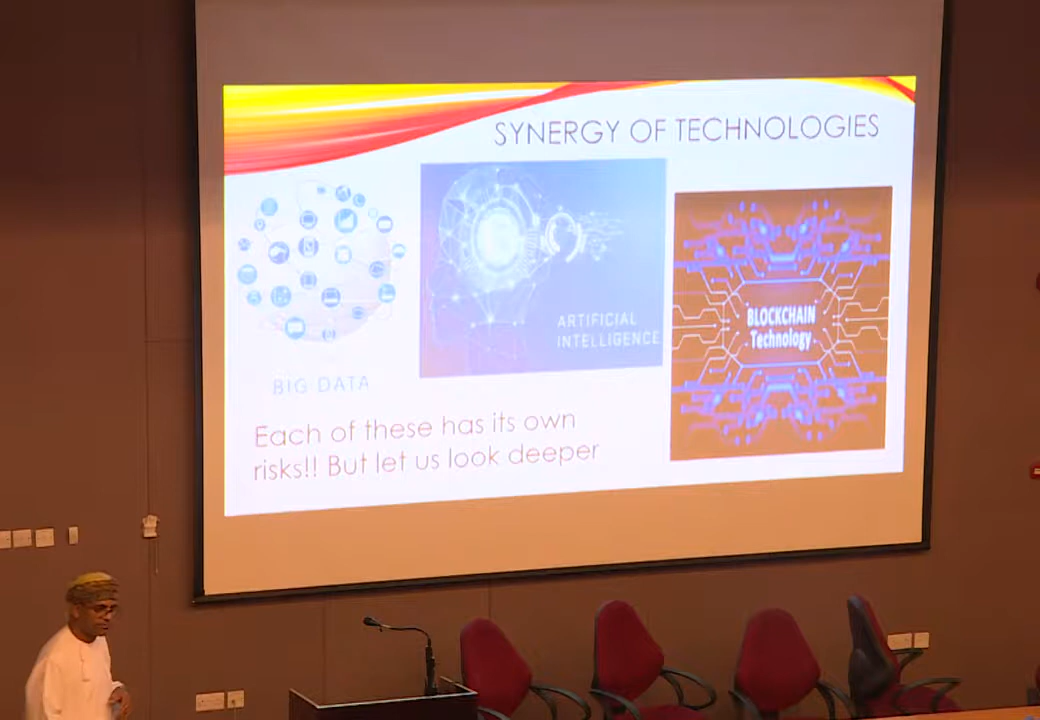 SYNERGY OF TECHNOLOGIES
BIG DATA
ARTIFICIAL
INTELLIGENCE
BLOCKCHAIN
Technology
Each of these has its own
risks!! But let us look deeper